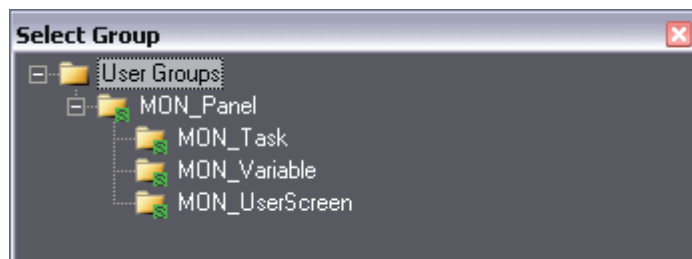 Select Group
User Groups
MON_Panel
MON_Task
MON_Variable
MON_UserScreen